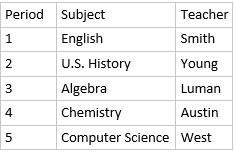 Period Subject Teacher
1 English Smith
2 U.S. History Young
3 Algebra Luman
4 Chemistry Austin
5 Computer Science West